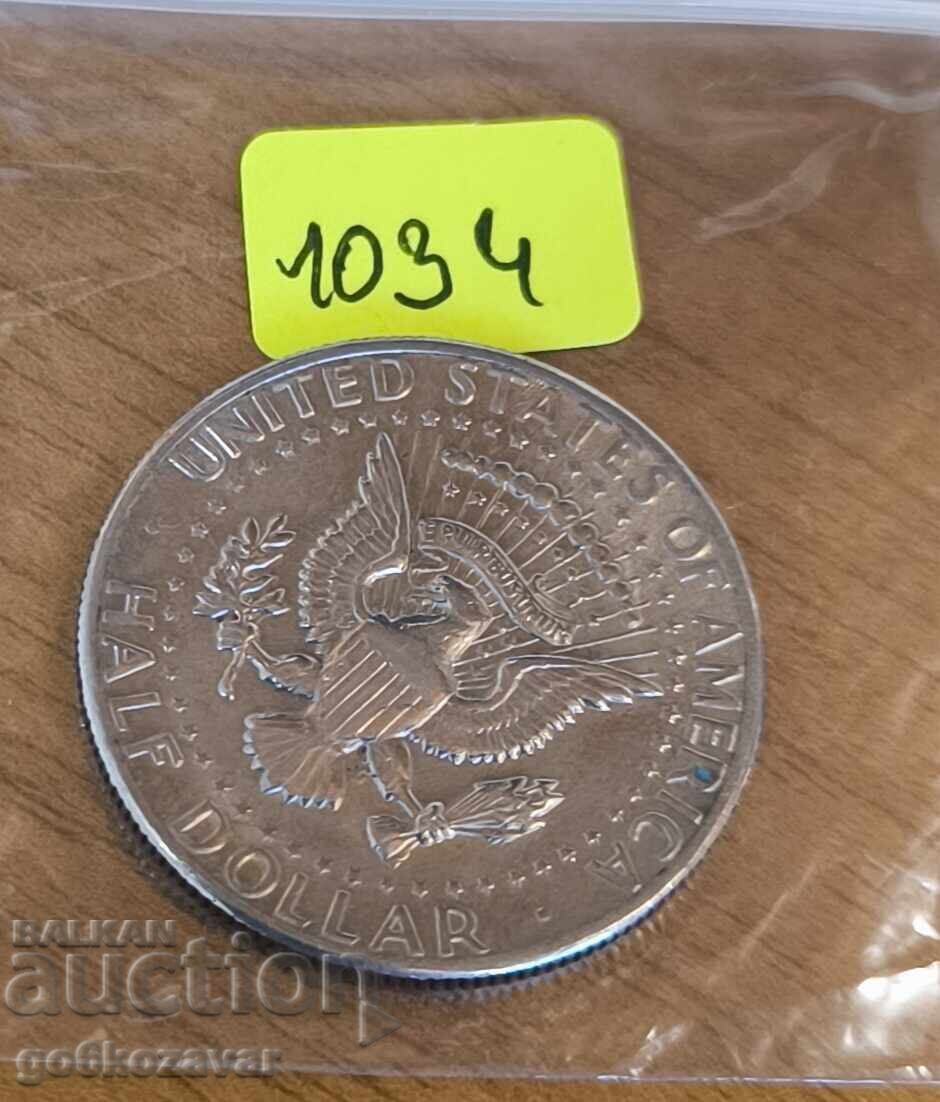 1034
UNITED STATES OF AMERICA
E PLURIBUS UNUM
HALF DOLLAR
BALKAN
auction
go6kozavar